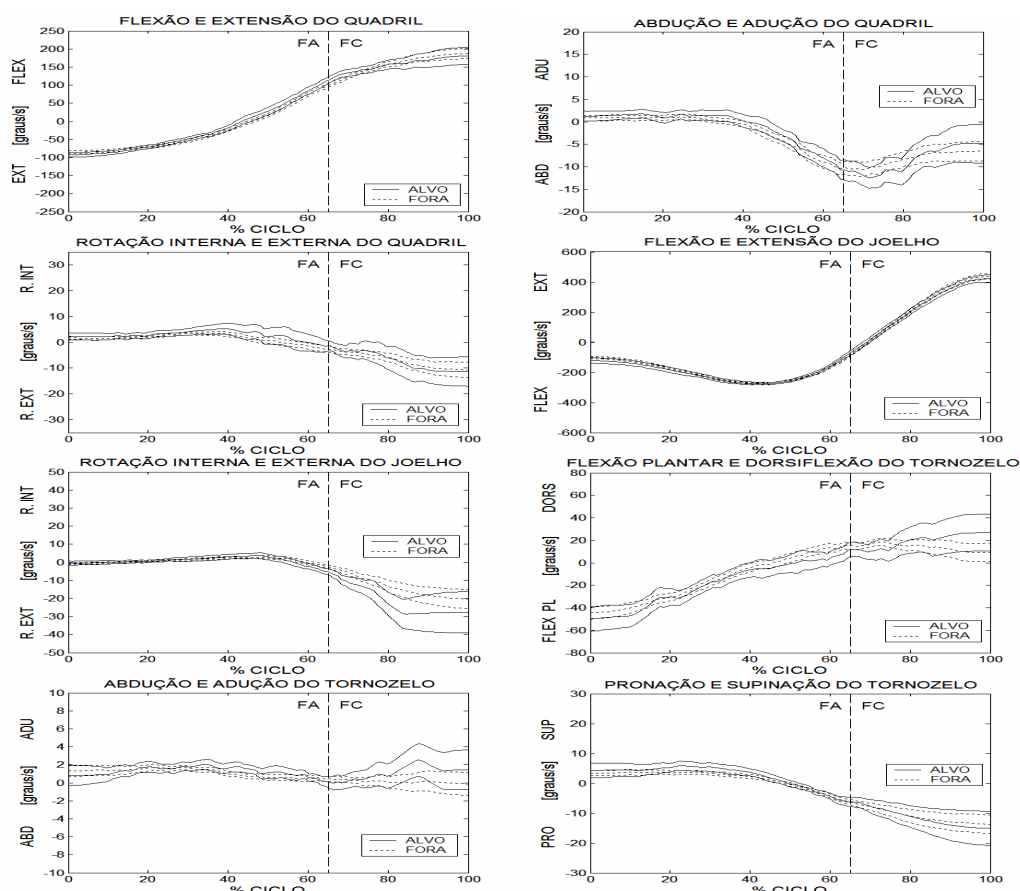 FLEXÃO E EXTENSÃO DO QUADRIL
250
200
150
100
50
0
-50
-100
-150
-200
-250
EXT [graus/s] FLEX
FA FC
ALVO
FORA
0 20 40 60 80 100
% CICLO
ABDUÇÃO E ADUÇÃO DO QUADRIL
20
15
10
5
0
-5
-10
-15
-20
ABD [graus/s] ADU
FA FC
ALVO
FORA
0 20 40 60 80 100
% CICLO
ROTAÇÃO INTERNA E EXTERNA DO QUADRIL
30
20
10
0
-10
-20
-30
R. EXT [graus/s] R. INT
FA FC
ALVO
FORA
0 20 40 60 80 100
% CICLO
FLEXÃO E EXTENSÃO DO JOELHO
600
400
200
0
-200
-400
-600
FLEX [graus/s] EXT
FA FC
ALVO
FORA
0 20 40 60 80 100
% CICLO
ROTAÇÃO INTERNA E EXTERNA DO JOELHO
50
40
30
20
10
0
-10
-20
-30
-40
-50
R. EXT [graus/s] R. INT
FA FC
ALVO
FORA
0 20 40 60 80 100
% CICLO
FLEXÃO PLANTAR E DORSIFLEXÃO DO TORNOZELO
80
60
40
20
0
-20
-40
-60
-80
FLEX PL [graus/s] DORS
FA FC
ALVO
FORA
0 20 40 60 80 100
% CICLO
ABDUÇÃO E ADUÇÃO DO TORNOZELO
10
8
6
4
2
0
-2
-4
-6
-8
-10
ABD [graus/s] ADU
FA FC
ALVO
FORA
0 20 40 60 80 100
% CICLO
PRONAÇÃO E SUPINAÇÃO DO TORNOZELO
30
20
10
0
-10
-20
-30
PRO [graus/s] SUP
FA FC
ALVO
FORA
0 20 40 60 80 100
% CICLO